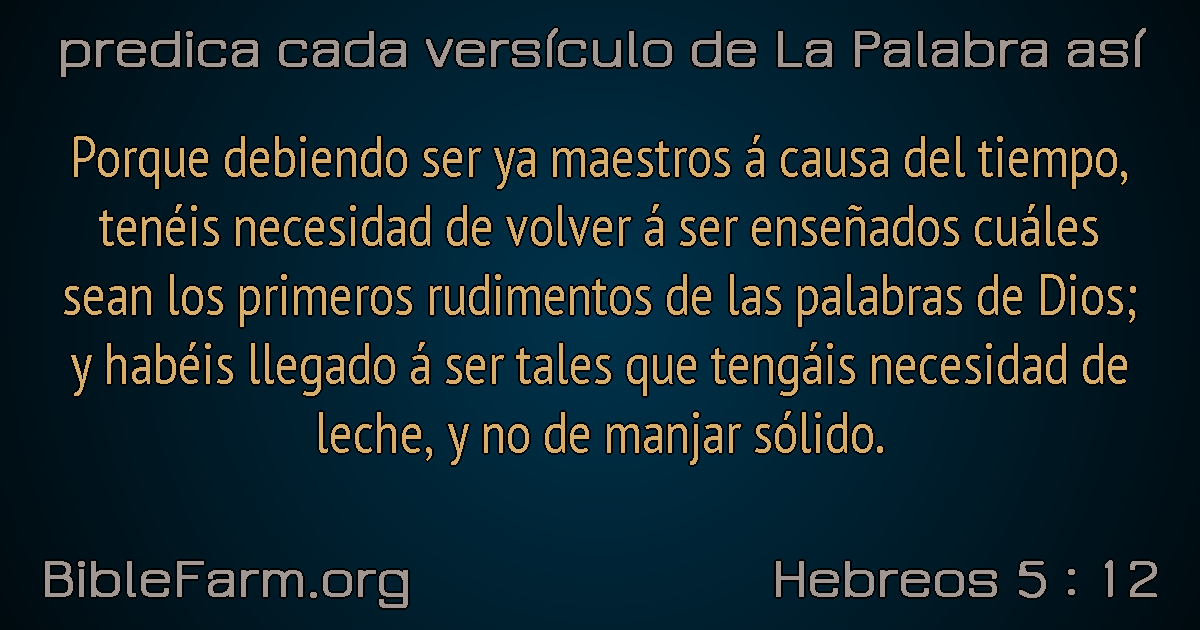 predica cada versículo de La Palabra así
Porque debiendo ser ya maestros á causa del tiempo,
tenéis necesidad de volver á ser enseñados cuáles
sean los primeros rudimentos de las palabras de Dios;
y habéis llegado á ser tales que tengáis necesidad de
leche, y no de manjar sólido.
BibleFarm.org
Hebreos 5 : 12